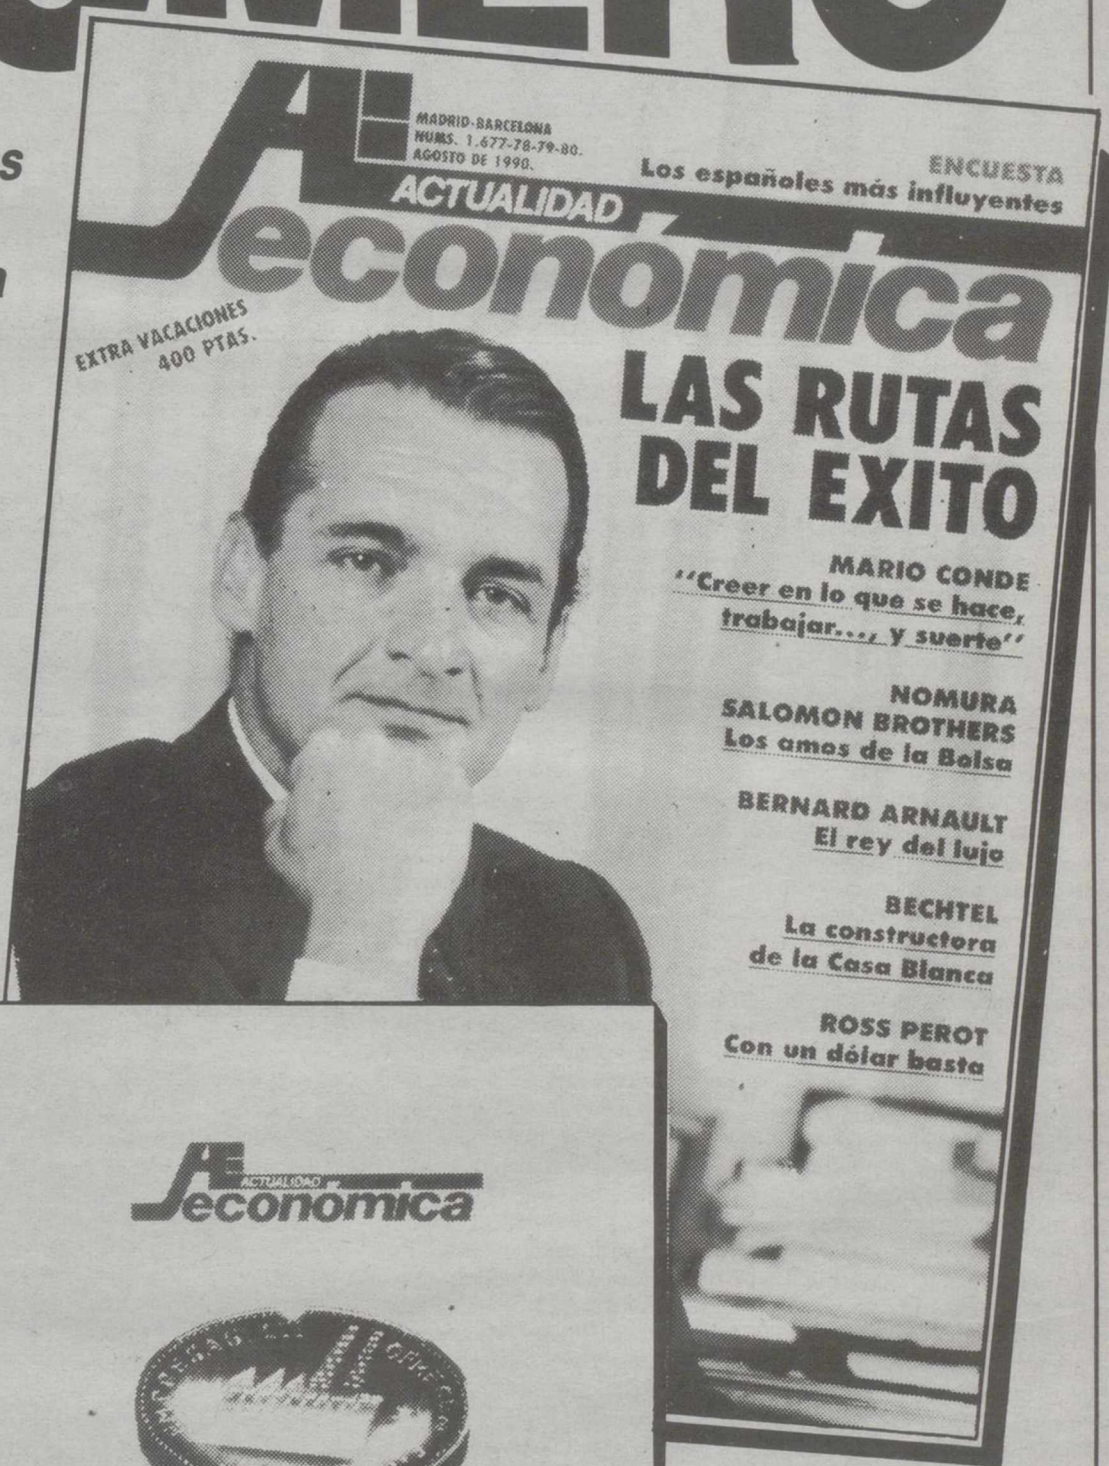 s
MADRID-BARCELONA
NUMS. 1.677-78-79-80.
AGOSTO DE 1990.
ENCUESTA
Los españoles más influyentes
AE
ACTUALIDAD
económica
EXTRA VACACIONES
400 PTAS.
LAS RUTAS
DEL EXITO
MARIO CONDE
“Creer en lo que se hace,
trabajar..., y suerte”
NOMURA
SALOMON BROTHERS
Los amos de la Bolsa
BERNARD ARNAULT
El rey del lujo
BECHTEL
La constructora
de la Casa Blanca
ROSS PEROT
Con un dólar basta
AE
ACTUALIDAD
económica